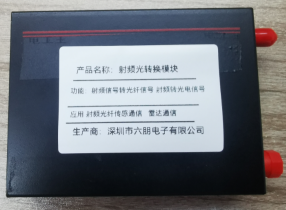 产品名称：射频光转换模块
功能：射频信号转光纤信号 射频转光电信号
应用 射频光纤传感通信 雷达通信
生产商：深圳市六朋电子有限公司